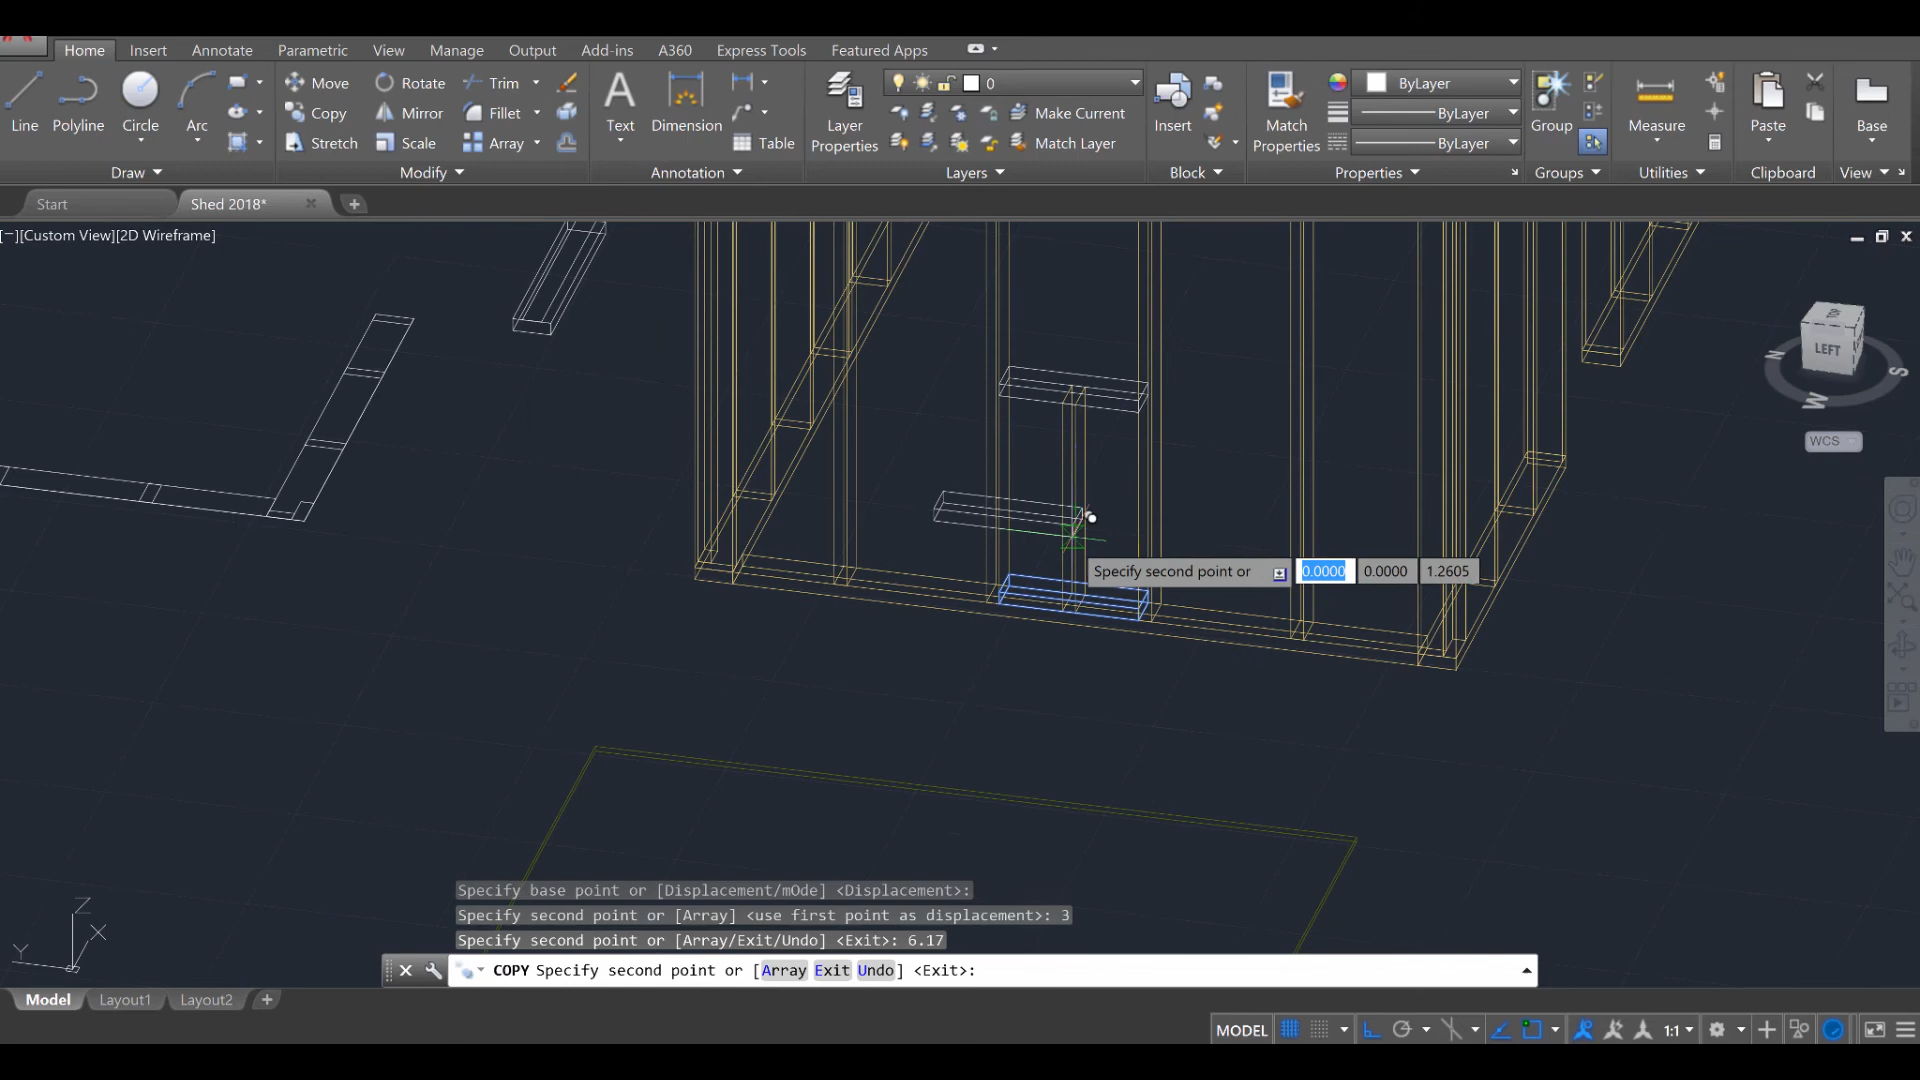 Home Insert Annotate Parametric View Manage Output Add-ins A360 Express Tools Featured Apps
Line Polyline Circle Arc
Move Rotate Trim
Copy Mirror Fillet
Stretch Scale Array
Text Dimension
Table
Layer Properties
0
Make Current
Match Layer
Insert
Match Properties
ByLayer
ByLayer
ByLayer
Group
Measure
Paste
Base
Draw Modify Annotation Layers Block Properties Groups Utilities Clipboard View
Start Shed 2018*
[−][Custom View][2D Wireframe]
TOP
LEFT
N
S
W
WCS
Specify second point or 0.0000 0.0000 1.2605
Z
X
Y
Specify base point or [Displacement/mOde] <Displacement>:
Specify second point or [Array] <use first point as displacement>: 3
Specify second point or [Array/Exit/Undo] <Exit>: 6.17
COPY Specify second point or [Array Exit Undo] <Exit>:
Model Layout1 Layout2
MODEL 1:1